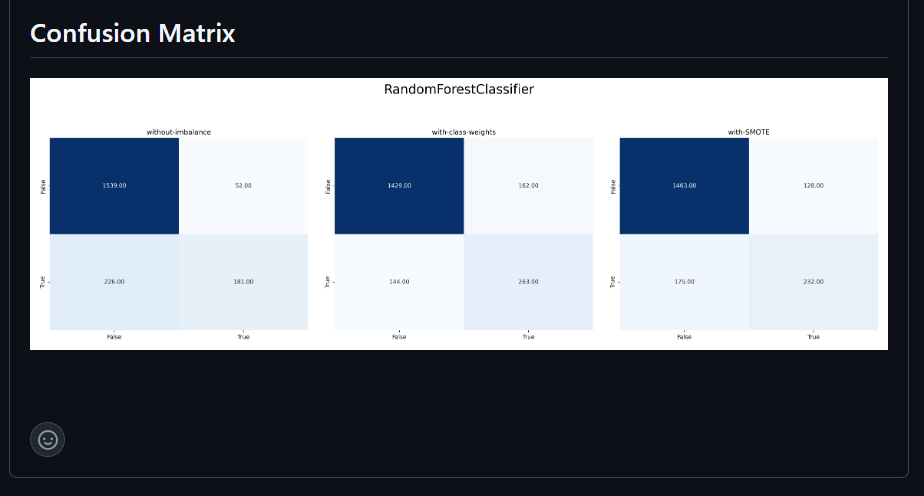 Confusion Matrix
RandomForestClassifier
without-imbalance
with-class-weights
with-SMOTE
False
1539.00
52.00
False
1429.00
162.00
False
1463.00
128.00
True
226.00
181.00
True
144.00
263.00
True
175.00
232.00
False
True
False
True
False
True